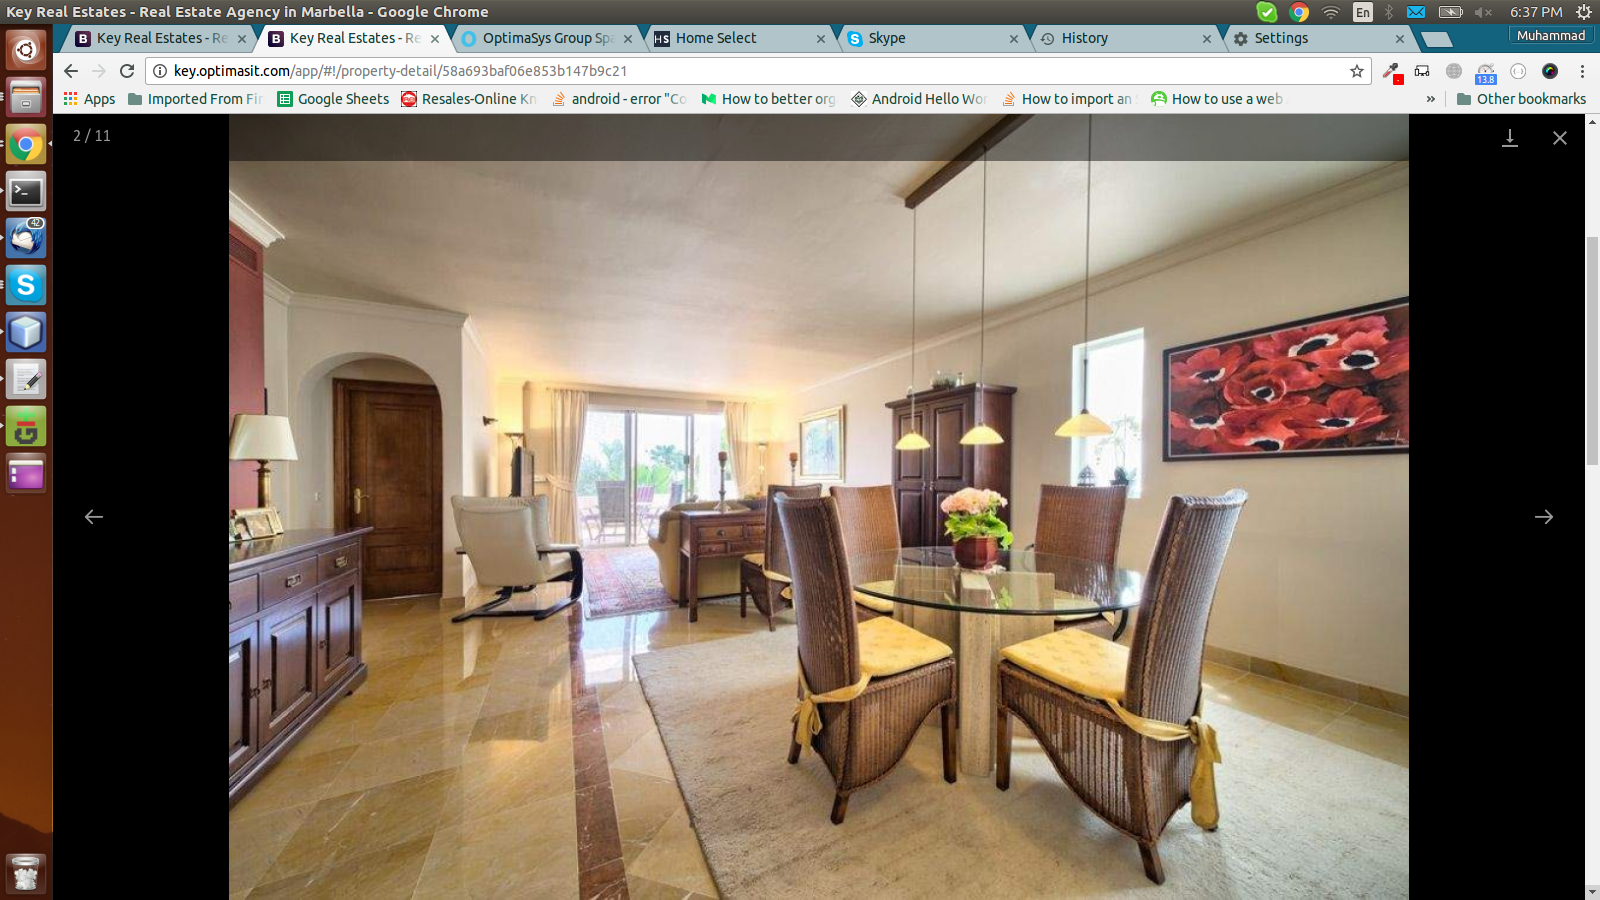 Key Real Estates - Real Estate Agency in Marbella - Google Chrome
En
6:37 PM
Key Real Estates - Re
Key Real Estates - Re
OptimaSys Group Spa
HS Home Select
Skype
History
Settings
Muhammad
key.optimasit.com/app/#!/property-detail/58a693baf06e853b147b9c21
13.8
Apps
Imported From Fir
Google Sheets
Resales-Online Kn
android - error "Co
How to better org
Android Hello Wor
How to import an
How to use a web
»
Other bookmarks
2 / 11
42